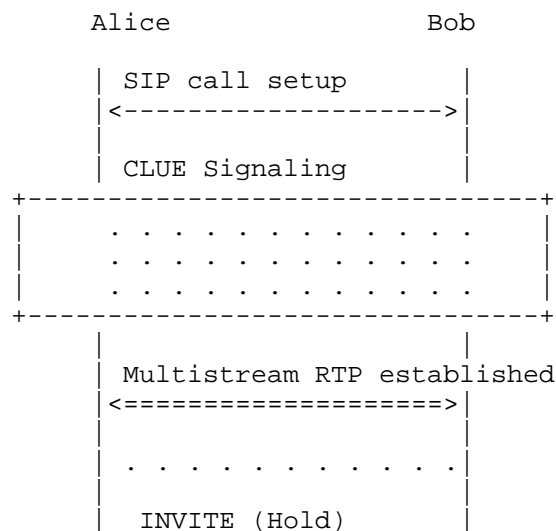 Alice Bob
| SIP call setup |
|<-------------------->|
| |
| CLUE Signaling |
+--------------------------------+
| . . . . . . . . . . . . |
| . . . . . . . . . . . . |
| . . . . . . . . . . . . |
+--------------------------------+
| |
| Multistream RTP established
|<====================>|
| |
| . . . . . . . . . . .|
| |
| INVITE (Hold) |